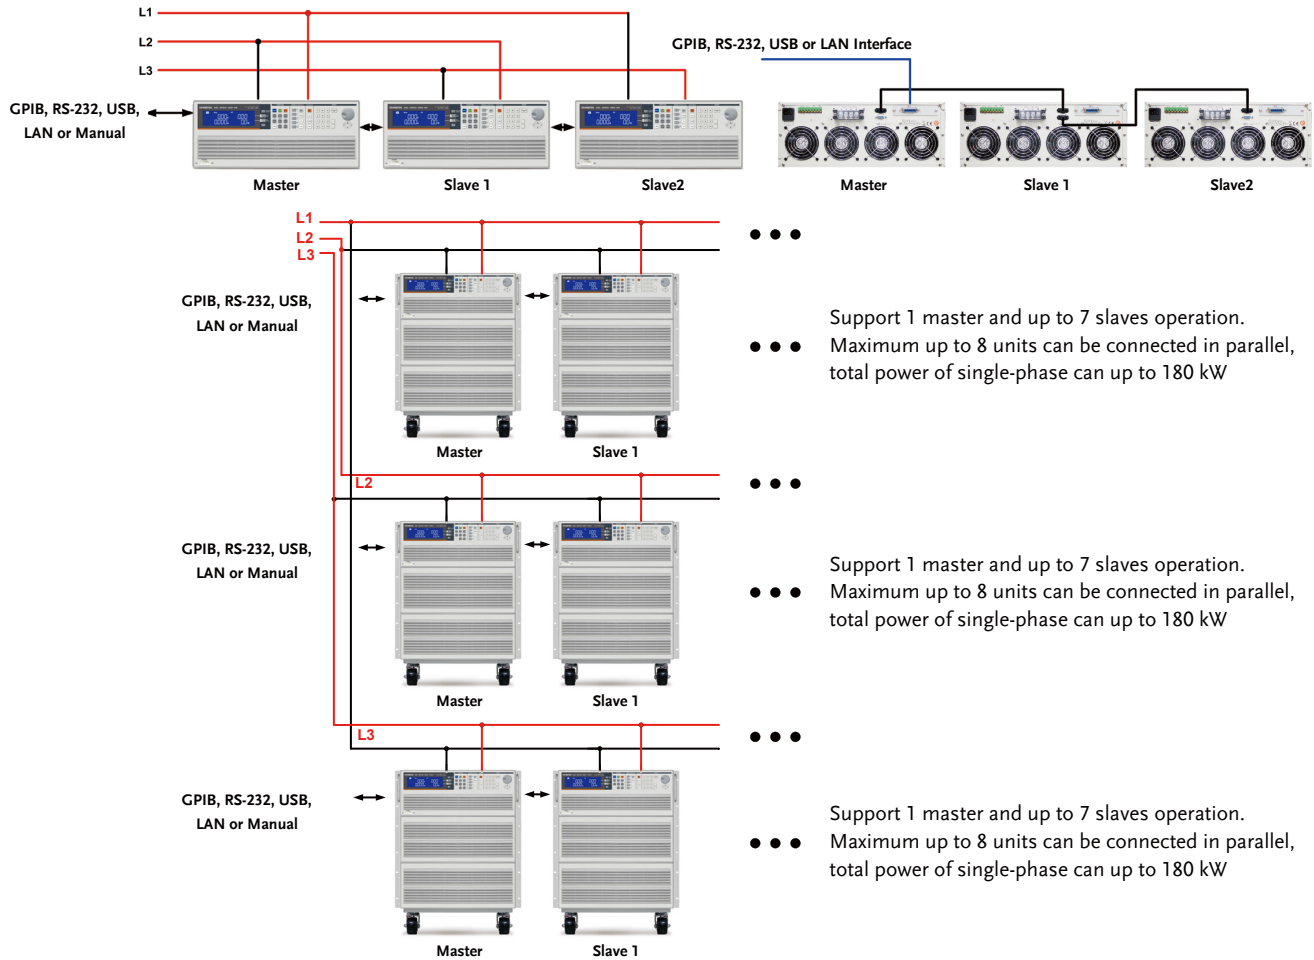 L1
L2
L3
GPIB, RS-232, USB,
LAN or Manual
Master
Slave 1
Slave2
GPIB, RS-232, USB or LAN Interface
Master
Slave 1
Slave2
L1
L2
L3
GPIB, RS-232, USB,
LAN or Manual
Master
Slave 1
Support 1 master and up to 7 slaves operation.
Maximum up to 8 units can be connected in parallel,
total power of single-phase can up to 180 kW
L2
GPIB, RS-232, USB,
LAN or Manual
Master
Slave 1
Support 1 master and up to 7 slaves operation.
Maximum up to 8 units can be connected in parallel,
total power of single-phase can up to 180 kW
L3
GPIB, RS-232, USB,
LAN or Manual
Master
Slave 1
Support 1 master and up to 7 slaves operation.
Maximum up to 8 units can be connected in parallel,
total power of single-phase can up to 180 kW